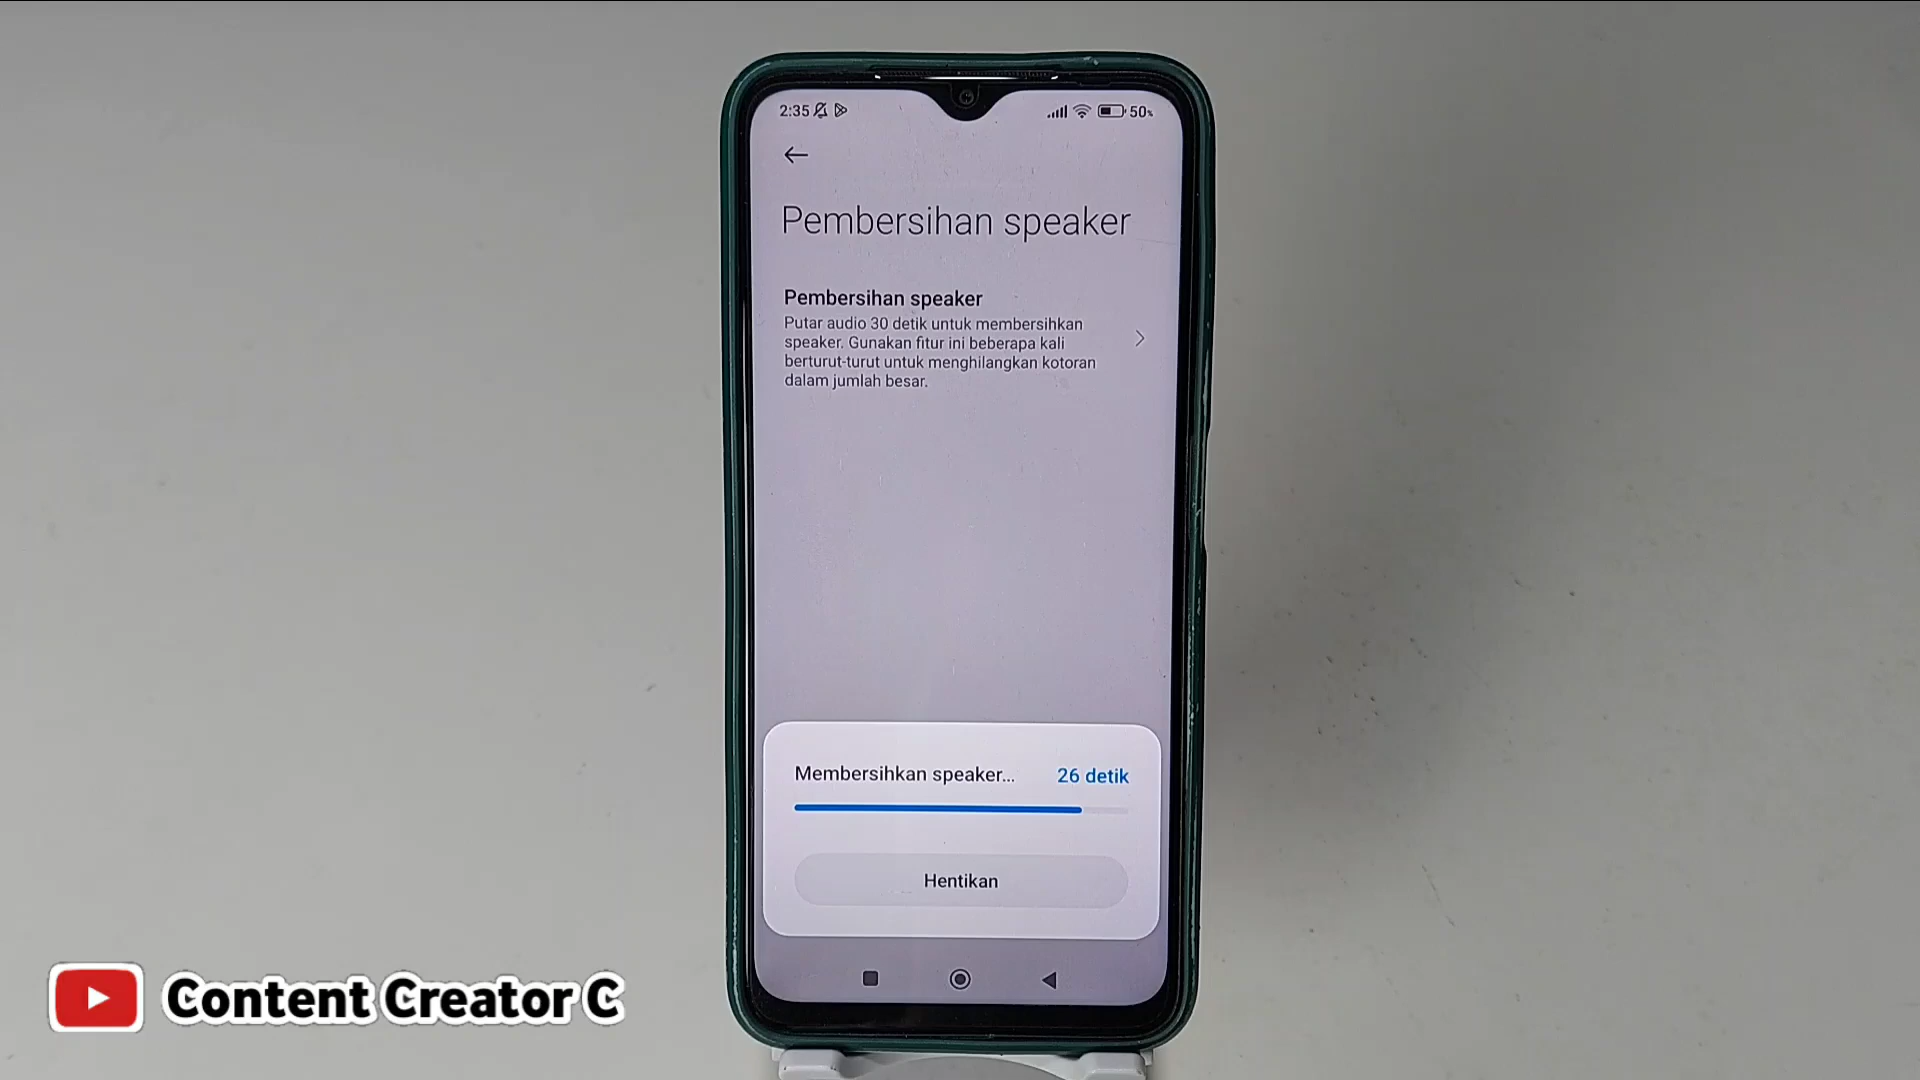 2:35
50%
Pembersihan speaker
Pembersihan speaker
Putar audio 30 detik untuk membersihkan
speaker. Gunakan fitur ini beberapa kali
berturut-turut untuk menghilangkan kotoran
dalam jumlah besar.
Membersihkan speaker...
26 detik
Hentikan
Content Creator C